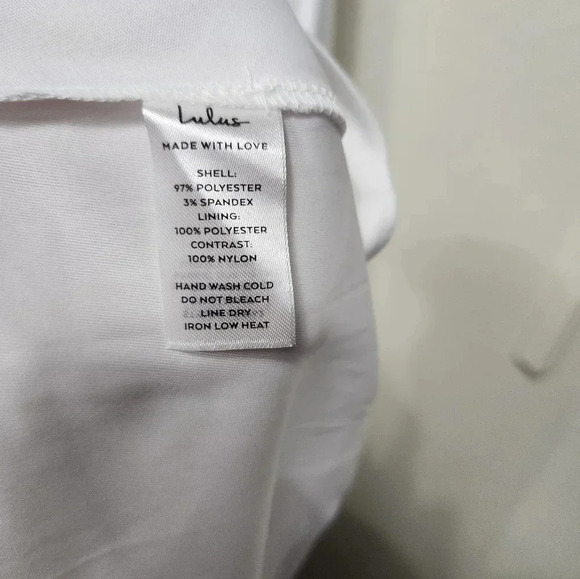 Lulus
MADE WITH LOVE
SHELL:
97% POLYESTER
3% SPANDEX
LINING:
100% POLYESTER
CONTRAST:
100% NYLON
HAND WASH COLD
DO NOT BLEACH
LINE DRY
IRON LOW HEAT